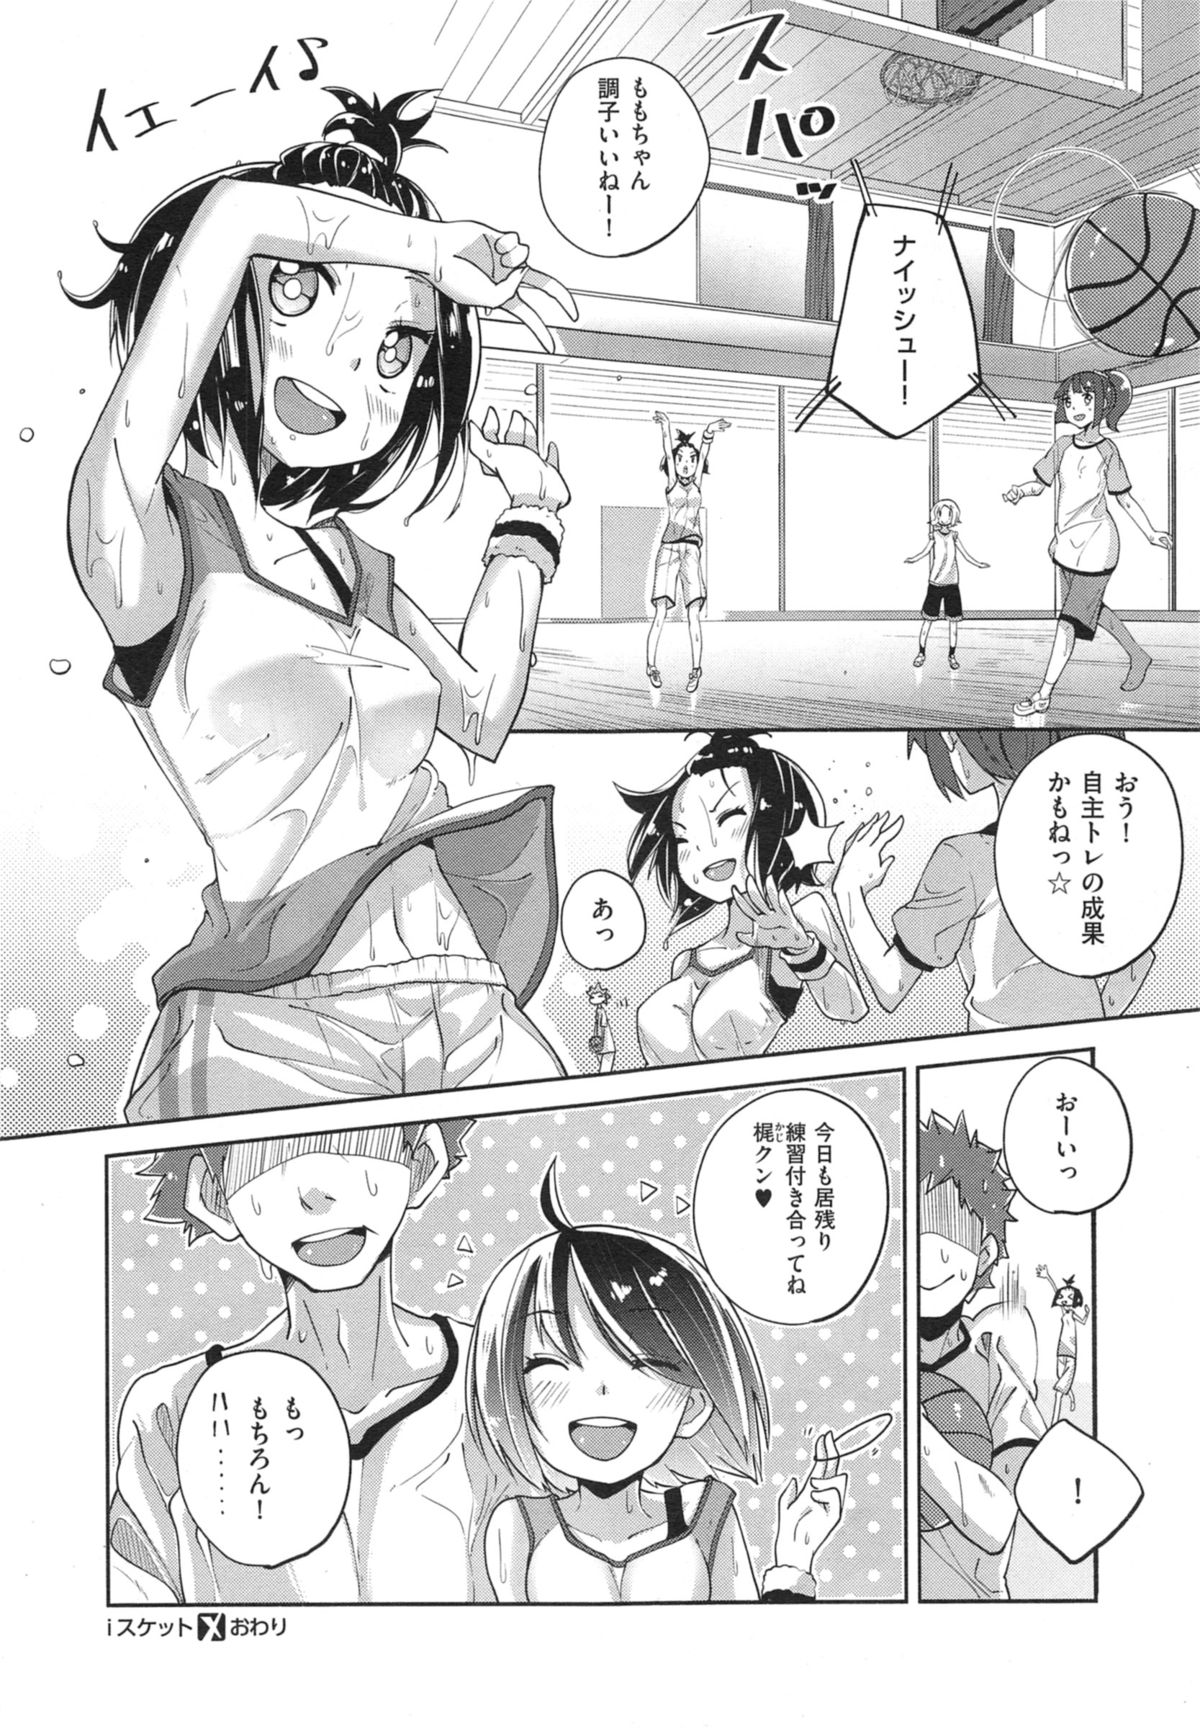 スパッ
ナイッシュー！
ももちゃん
調子いいねー！
イエーイ♪
おう！
自主トレの成果
かもねっ☆
あっ
おーいっ
！
今日も居残り
練習付き合ってね
梶クン♥
かじ
もっ
もちろん！
ハハ……
iスケットXおわり